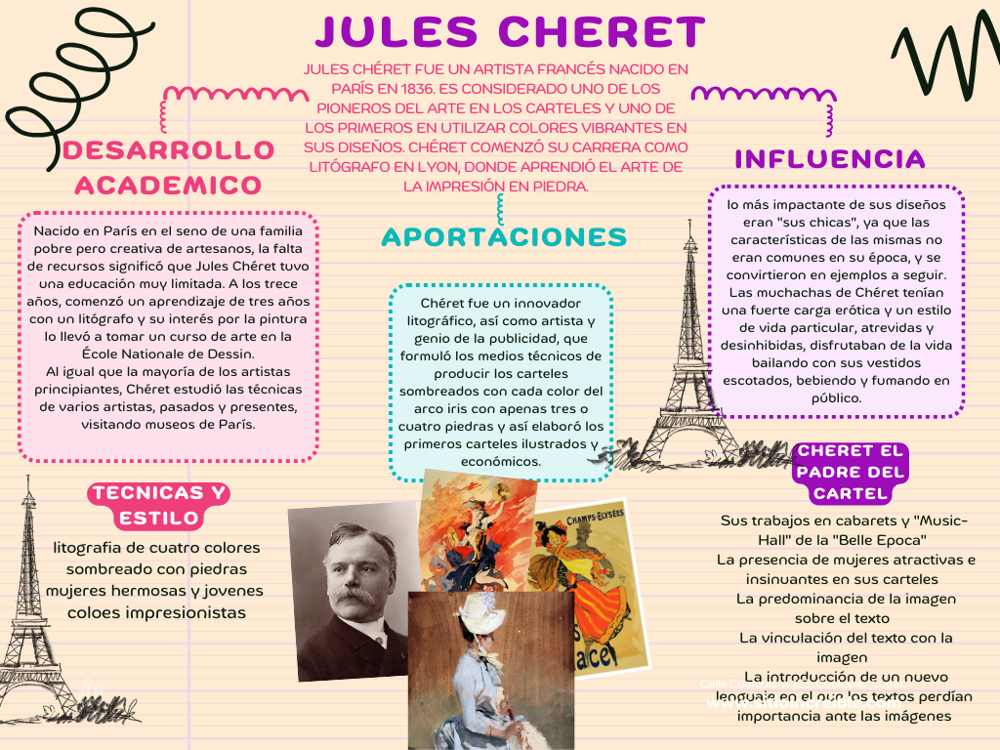 JULES CHERET
JULES CHÉRET FUE UN ARTISTA FRANCÉS NACIDO EN
PARÍS EN 1836. ES CONSIDERADO UNO DE LOS
PIONEROS DEL ARTE EN LOS CARTELES Y UNO DE
LOS PRIMEROS EN UTILIZAR COLORES VIBRANTES EN
SUS DISEÑOS. CHÉRET COMENZÓ SU CARRERA COMO
LITÓGRAFO EN LYON, DONDE APRENDIÓ EL ARTE DE
LA IMPRESIÓN EN PIEDRA.
DESARROLLO
ACADEMICO
Nacido en París en el seno de una familia
pobre pero creativa de artesanos, la falta
de recursos significó que Jules Chéret tuvo
una educación muy limitada. A los trece
años, comenzó un aprendizaje de tres años
con un litógrafo y su interés por la pintura
lo llevó a tomar un curso de arte en la
École Nationale de Dessin.
Al igual que la mayoría de los artistas
principiantes, Chéret estudió las técnicas
de varios artistas, pasados y presentes,
visitando museos de París.
APORTACIONES
Chéret fue un innovador
litográfico, así como artista y
genio de la publicidad, que
formuló los medios técnicos de
producir los carteles
sombreados con cada color del
arco iris con apenas tres o
cuatro piedras y así elaboró los
primeros carteles ilustrados y
económicos.
INFLUENCIA
lo más impactante de sus diseños
eran "sus chicas", ya que las
características de las mismas no
eran comunes en su época, y se
convirtieron en ejemplos a seguir.
Las muchachas de Chéret tenían
una fuerte carga erótica y un estilo
de vida particular, atrevidas y
desinhibidas, disfrutaban de la vida
bailando con sus vestidos
escotados, bebiendo y fumando en
público.
TECNICAS Y
ESTILO
litografia de cuatro colores
sombreado con piedras
mujeres hermosas y jovenes
coloes impresionistas
CHAMPS-ELYSÉES
CHERET EL
PADRE DEL
CARTEL
Sus trabajos en cabarets y "Music-
Hall" de la "Belle Epoca"
La presencia de mujeres atractivas e
insinuantes en sus carteles
La predominancia de la imagen
sobre el texto
La vinculación del texto con la
imagen
La introducción de un nuevo
lenguaje en el que los textos perdían
importancia ante las imágenes
www.sitioincreible.com